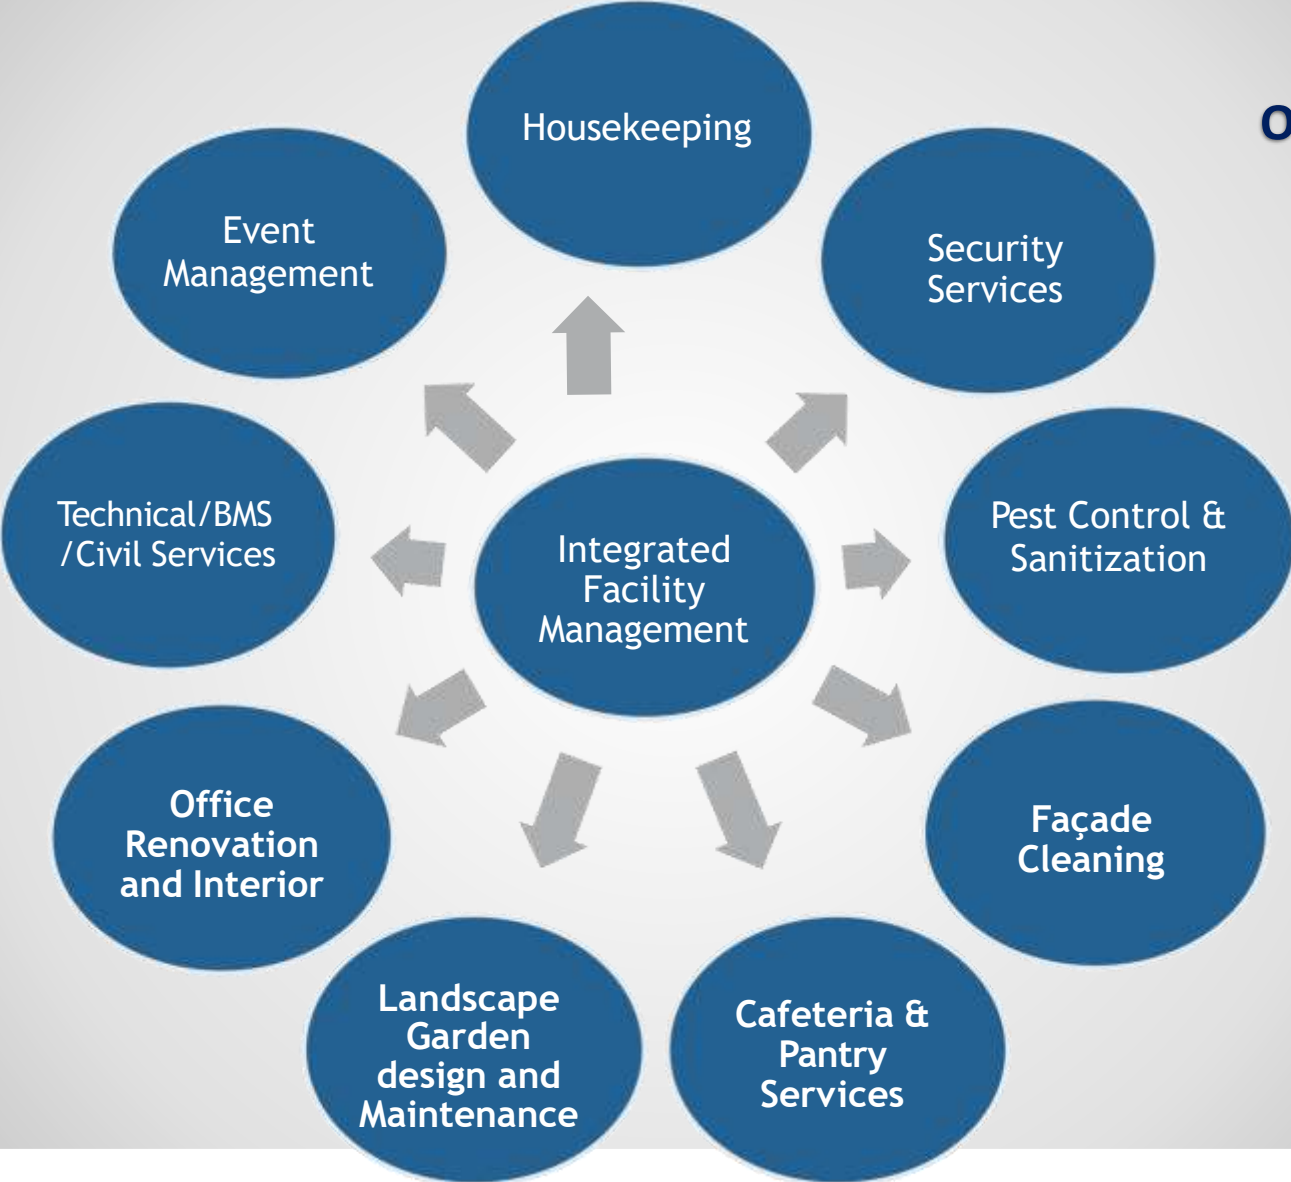 Housekeeping
O
Event
Management
Security
Services
Technical/BMS
/Civil Services
Integrated
Facility
Management
Pest Control &
Sanitization
Office
Renovation
and Interior
Façade
Cleaning
Landscape
Garden
design and
Maintenance
Cafeteria &
Pantry
Services